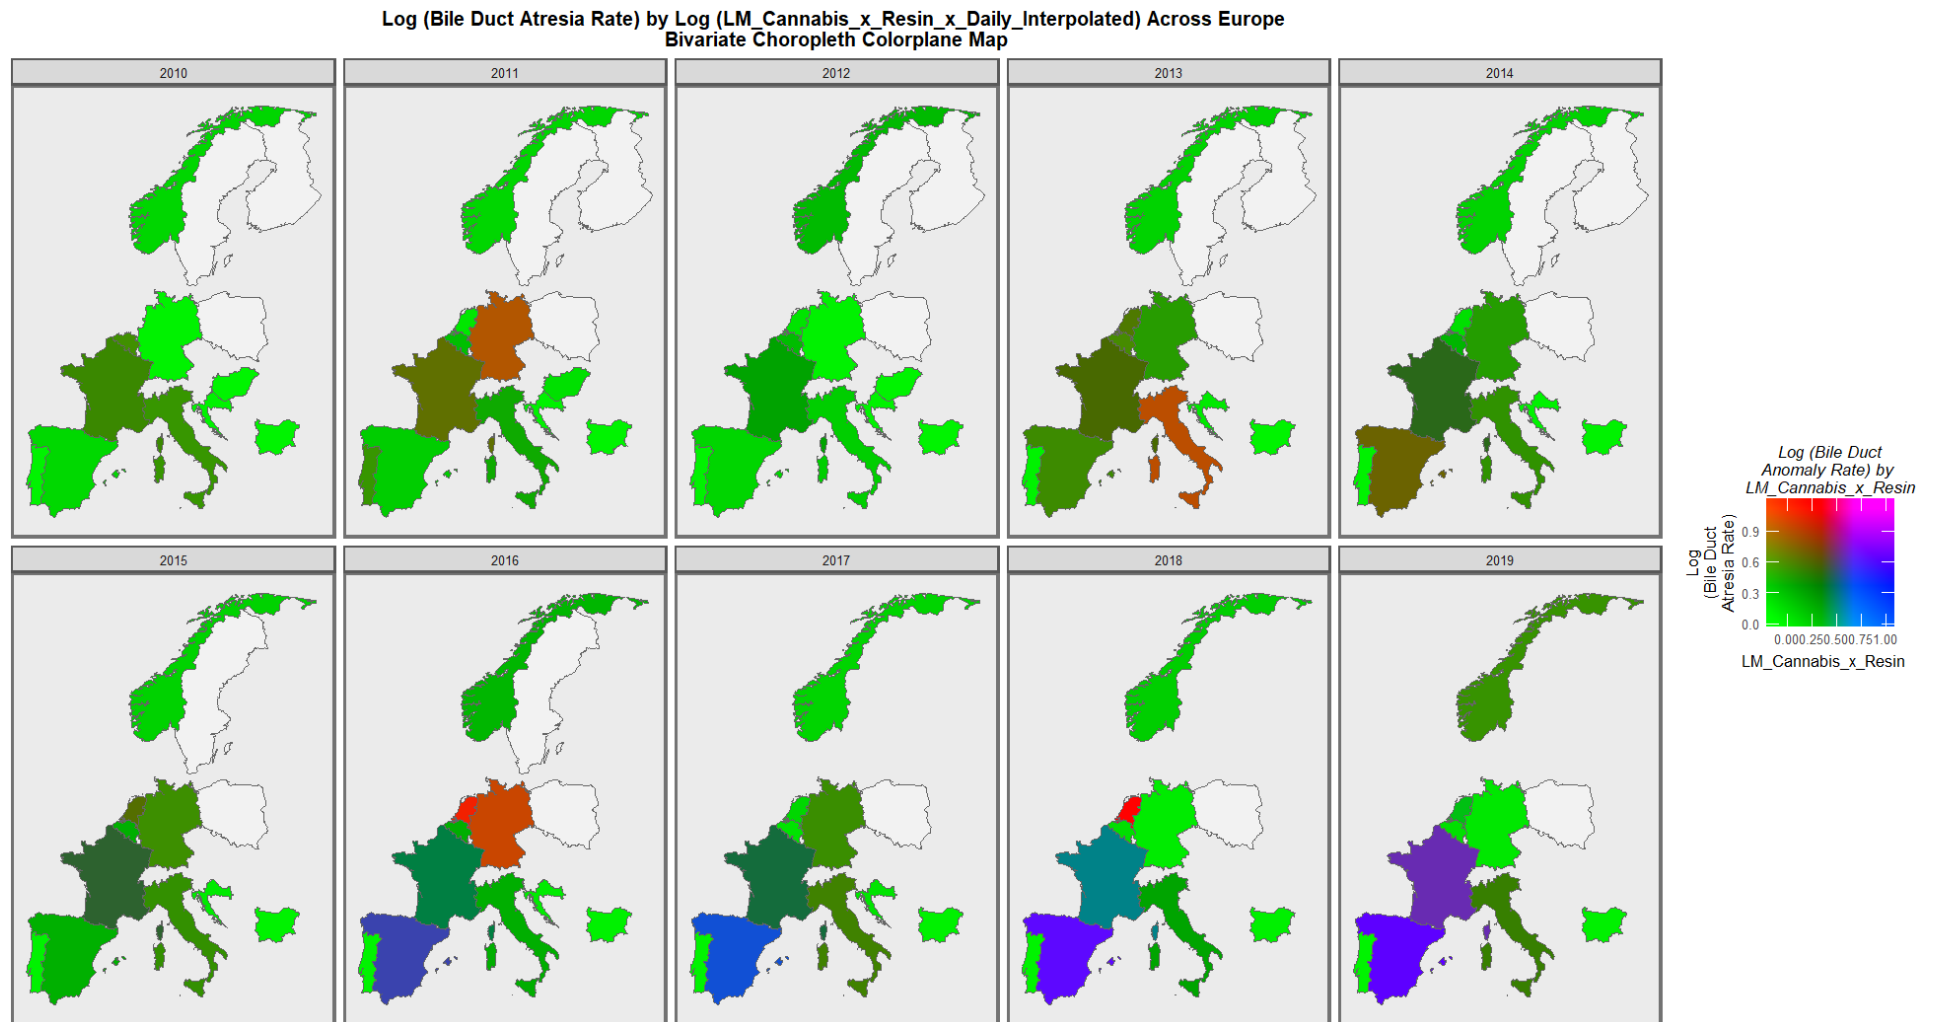 Log (Bile Duct Atresia Rate) by Log (LM_Cannabis_x_Resin_x_Daily_Interpolated) Across Europe
Bivariate Choropleth Colorplane Map
2010
2011
2012
2013
2014
2015
2016
2017
2018
2019
Log (Bile Duct
Anomaly Rate) by
LM_Cannabis_x_Resin
Log
(Bile Duct
Atresia Rate)
0.9
0.6
0.3
0.0
0.000.250.500.751.00
LM_Cannabis_x_Resin